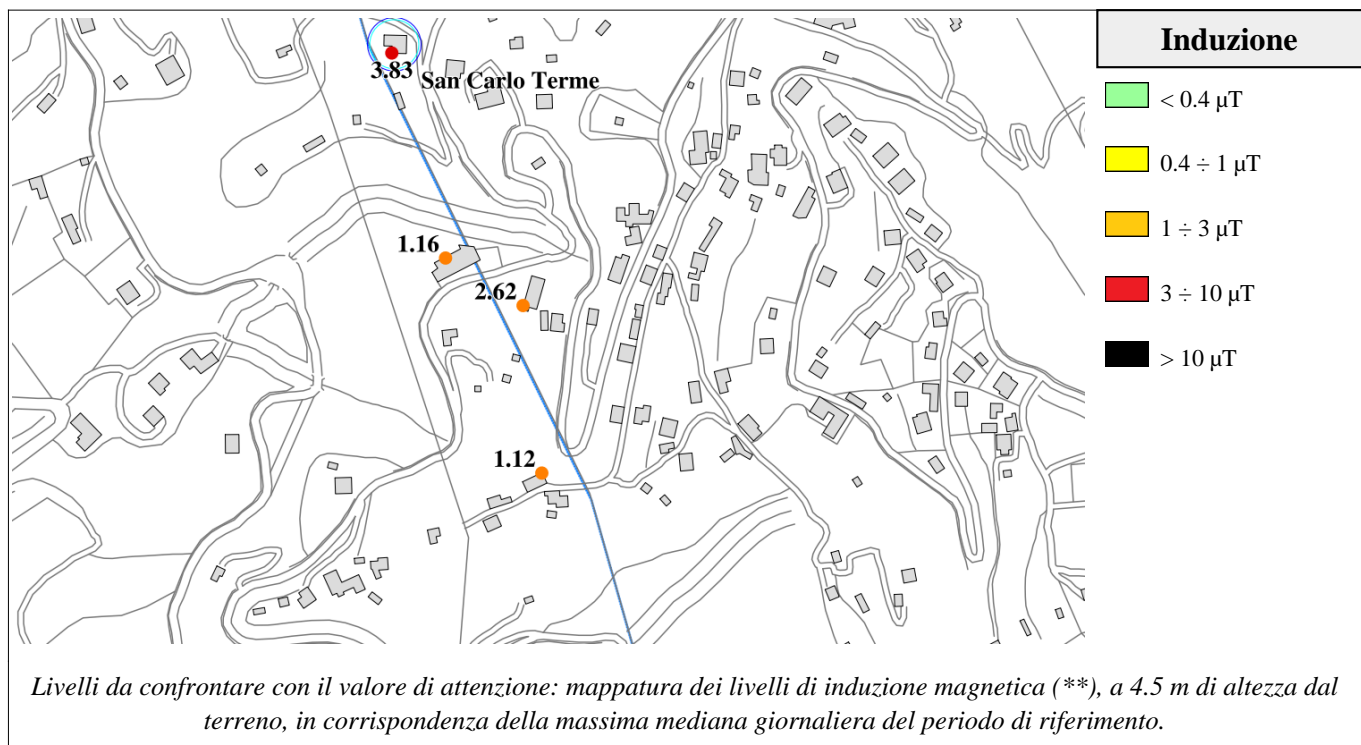 Induzione
3.83
San Carlo Terme
< 0.4 µT
0.4 ÷ 1 µT
1 ÷ 3 µT
1.16
2.62
3 ÷ 10 µT
> 10 µT
1.12
Livelli da confrontare con il valore di attenzione: mappatura dei livelli di induzione magnetica (**), a 4.5 m di altezza dal
terreno, in corrispondenza della massima mediana giornaliera del periodo di riferimento.